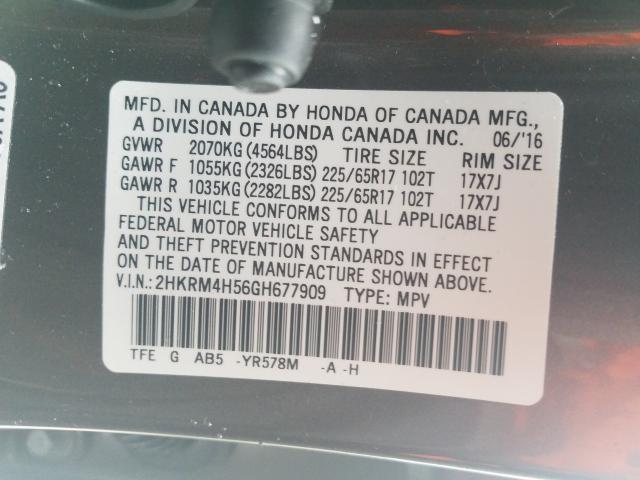 MFD. IN CANADA BY HONDA OF CANADA MFG.,
A DIVISION OF HONDA CANADA INC. 06/'16
GVWR 2070KG (4564LBS) TIRE SIZE RIM SIZE
GAWR F 1055KG (2326LBS) 225/65R17 102T 17X7J
GAWR R 1035KG (2282LBS) 225/65R17 102T 17X7J
THIS VEHICLE CONFORMS TO ALL APPLICABLE
FEDERAL MOTOR VEHICLE SAFETY
AND THEFT PREVENTION STANDARDS IN EFFECT
ON THE DATE OF MANUFACTURE SHOWN ABOVE.
V.I.N.: 2HKRM4H56GH677909 TYPE: MPV
TFE G AB5 -YR578M -A -H